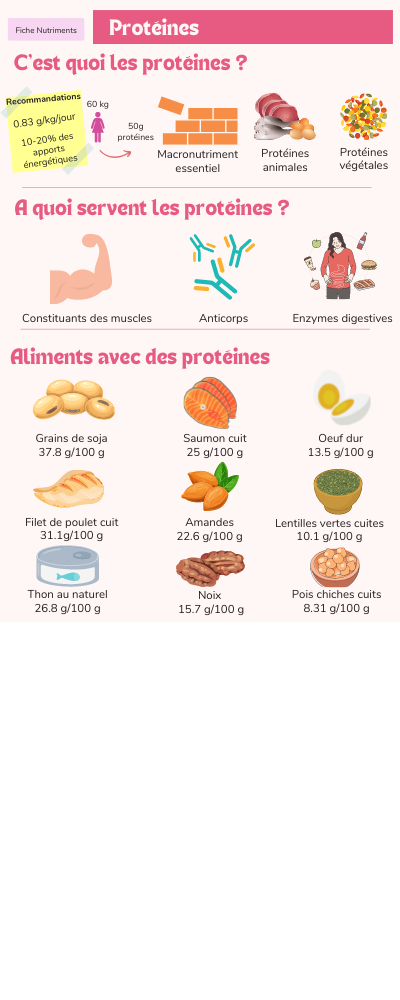 Fiche Nutriments
Protéines
C'est quoi les protéines ?
Recommandations
0.83 g/kg/jour
10-20% des
apports
énergétiques
60 kg
50g
protéines
Macronutriment
essentiel
Protéines
animales
Protéines
végétales
A quoi servent les protéines ?
Constituants des muscles
Anticorps
Enzymes digestives
Aliments avec des protéines
Grains de soja
37.8 g/100 g
Saumon cuit
25 g/100 g
Oeuf dur
13.5 g/100 g
Filet de poulet cuit
31.1g/100 g
Amandes
22.6 g/100 g
Lentilles vertes cuites
10.1 g/100 g
Thon au naturel
26.8 g/100 g
Noix
15.7 g/100 g
Pois chiches cuits
8.31 g/100 g